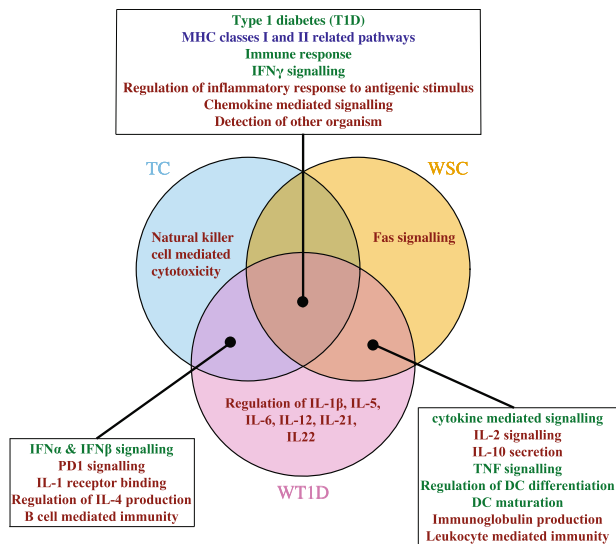 Type 1 diabetes (T1D)
MHC classes I and II related pathways
Immune response
IFNγ signalling
Regulation of inflammatory response to antigenic stimulus
Chemokine mediated signalling
Detection of other organism
TC
WSC
Natural killer
cell mediated
cytotoxicity
Fas signalling
Regulation of IL-1β, IL-5,
IL-6, IL-12, IL-21,
IL22
WT1D
IFNα & IFNβ signalling
PD1 signalling
IL-1 receptor binding
Regulation of IL-4 production
B cell mediated immunity
cytokine mediated signalling
IL-2 signalling
IL-10 secretion
TNF signalling
Regulation of DC differentiation
DC maturation
Immunoglobulin production
Leukocyte mediated immunity